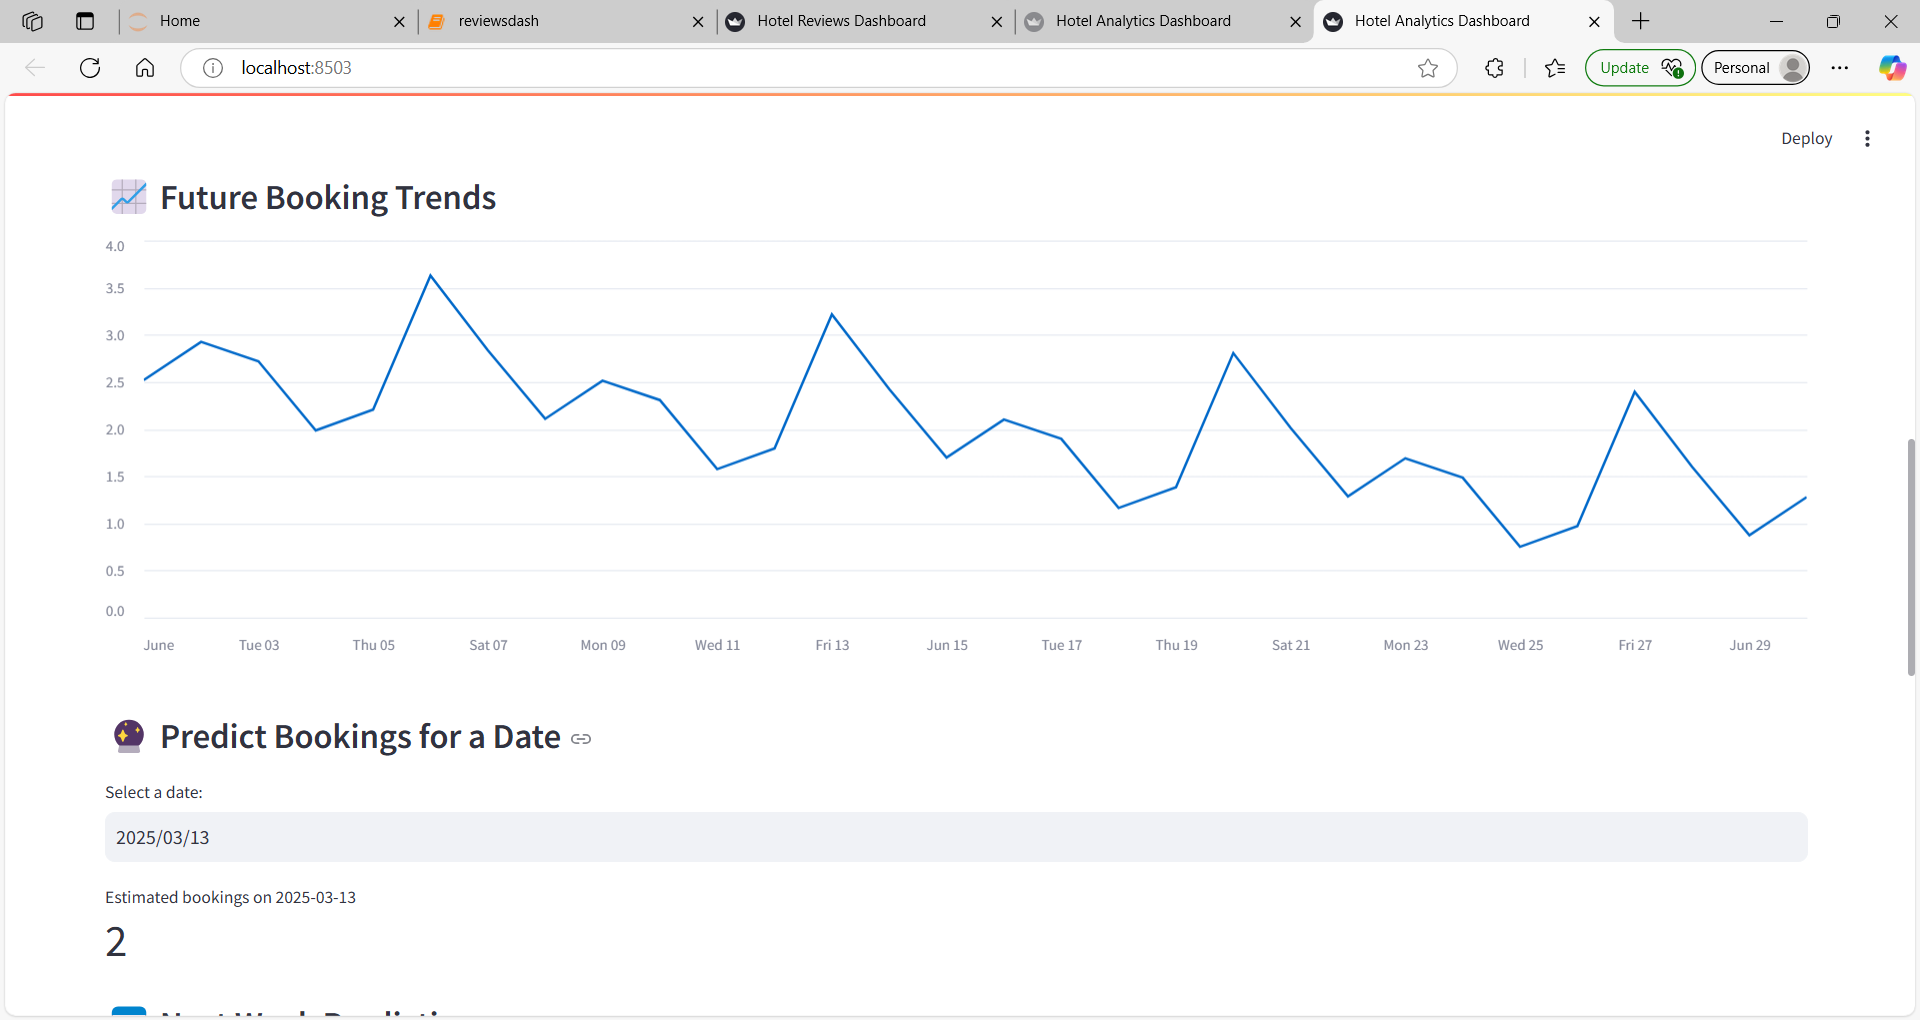 Home
reviewsdash
Hotel Reviews Dashboard
Hotel Analytics Dashboard
Hotel Analytics Dashboard
localhost:8503
Update
Personal
Deploy
Future Booking Trends
4.0
3.5
3.0
2.5
2.0
1.5
1.0
0.5
0.0
June Tue 03 Thu 05 Sat 07 Mon 09 Wed 11 Fri 13 Jun 15 Tue 17 Thu 19 Sat 21 Mon 23 Wed 25 Fri 27 Jun 29
Predict Bookings for a Date
Select a date:
2025/03/13
Estimated bookings on 2025-03-13
2